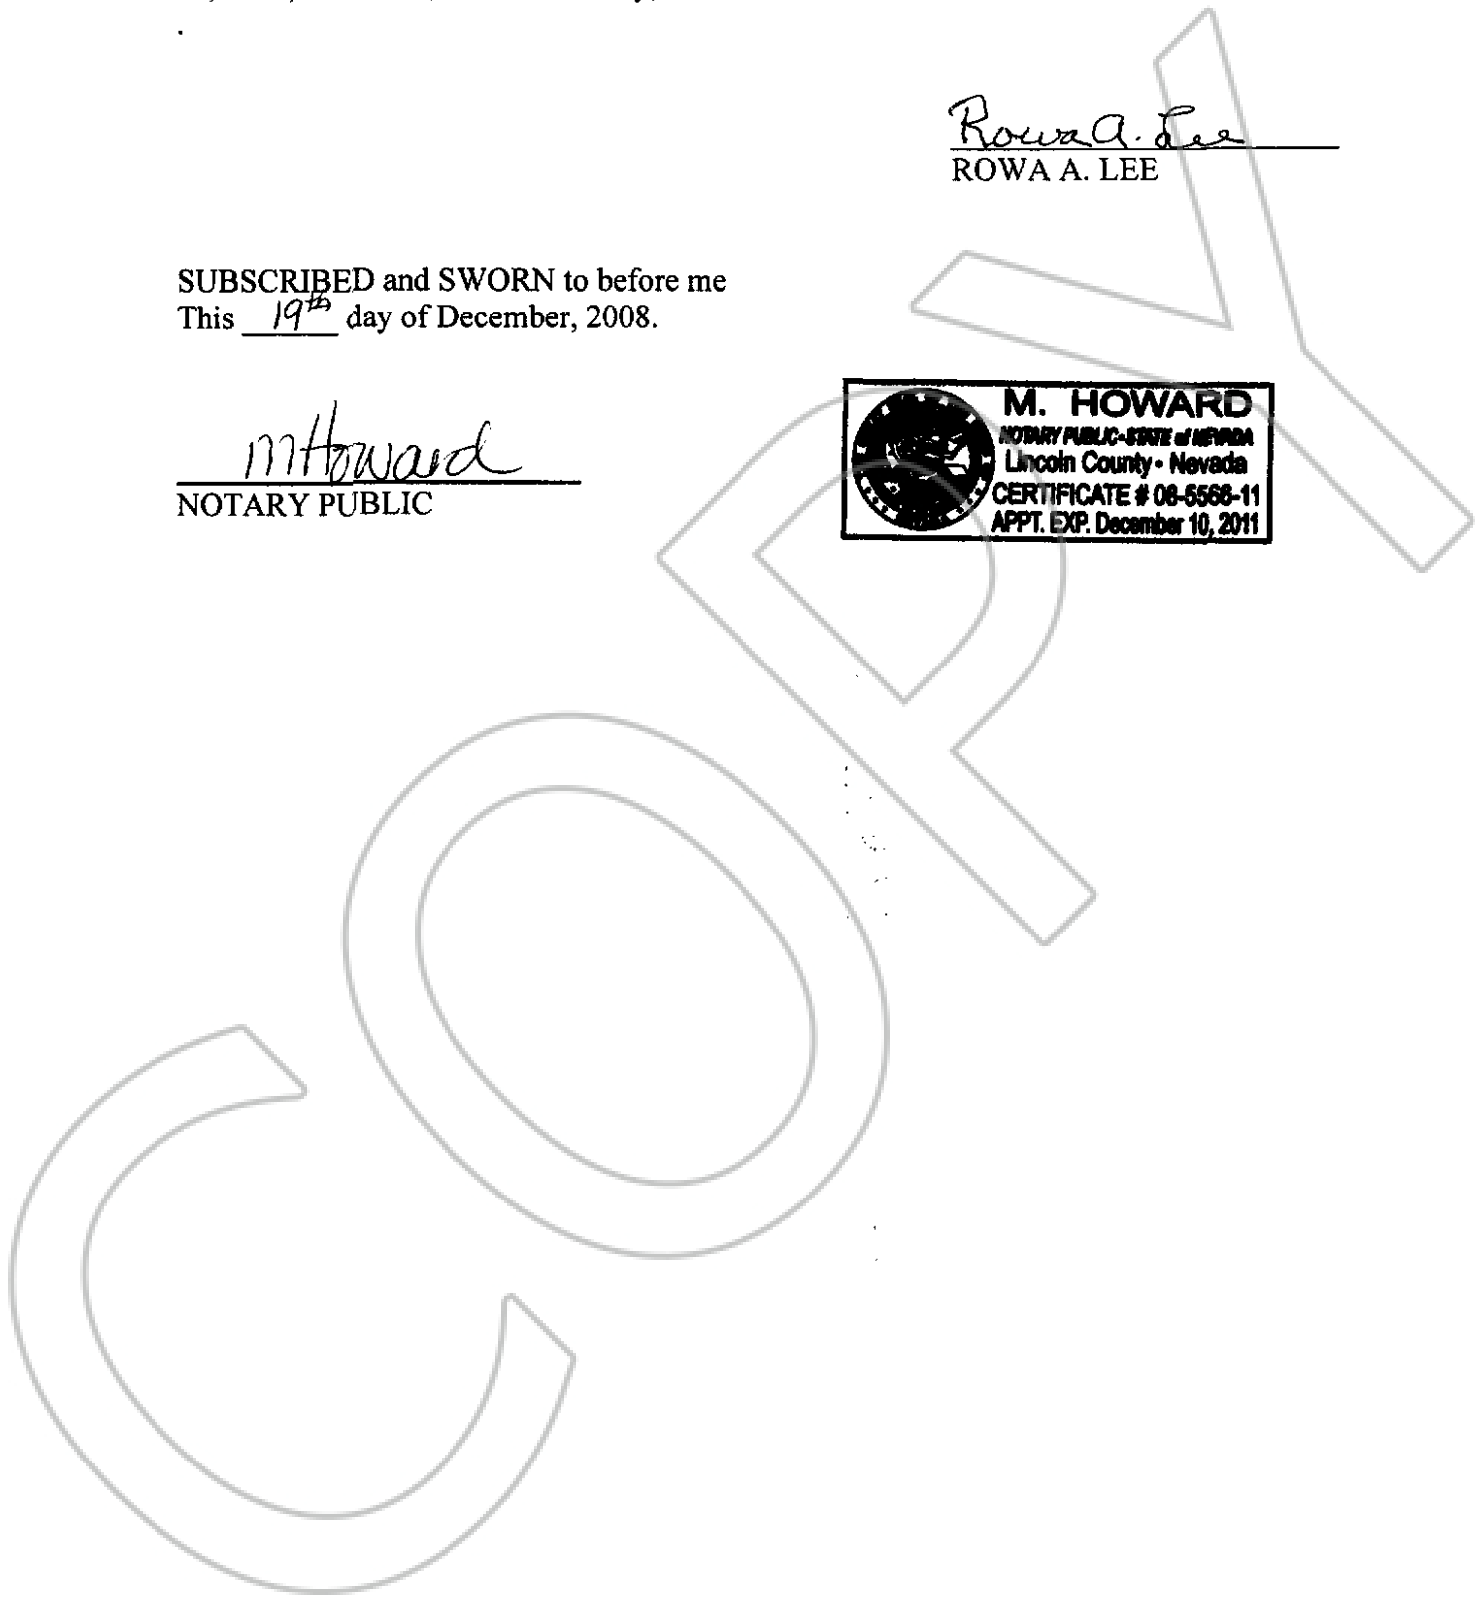 Rowa A. Lee
ROWA A. LEE
SUBSCRIBED and SWORN to before me
This 19th day of December, 2008.
MHoward
NOTARY PUBLIC
M. HOWARD
NOTARY PUBLIC-STATE of NEVADA
Lincoln County - Nevada
CERTIFICATE # 08-5566-11
APPT. EXP. December 10, 2011
COPY